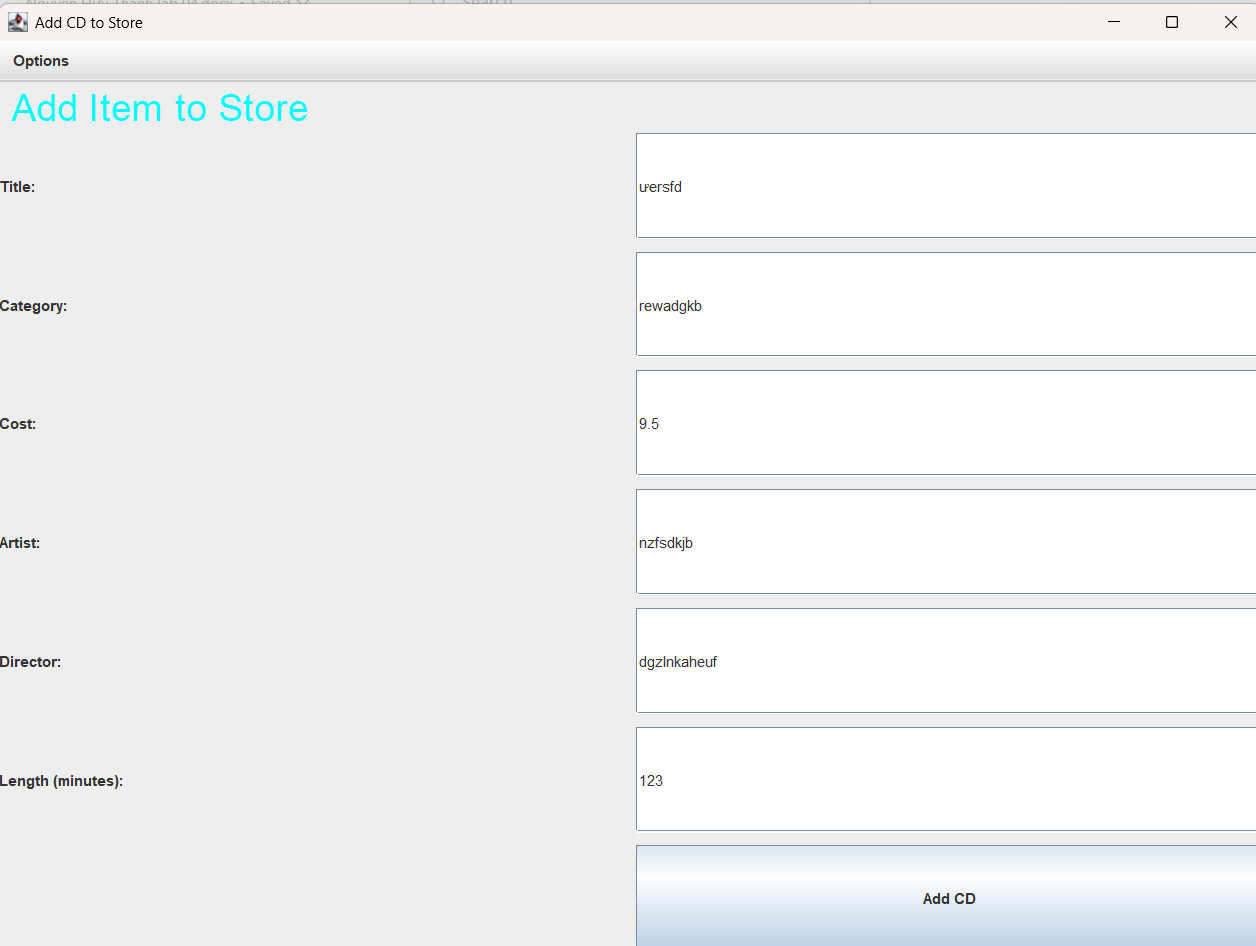 Add CD to Store
Options
Add Item to Store
Title:
ưersfd
Category:
rewadgkb
Cost:
9.5
Artist:
nzfsdkjb
Director:
dgzlnkaheuf
Length (minutes):
123
Add CD